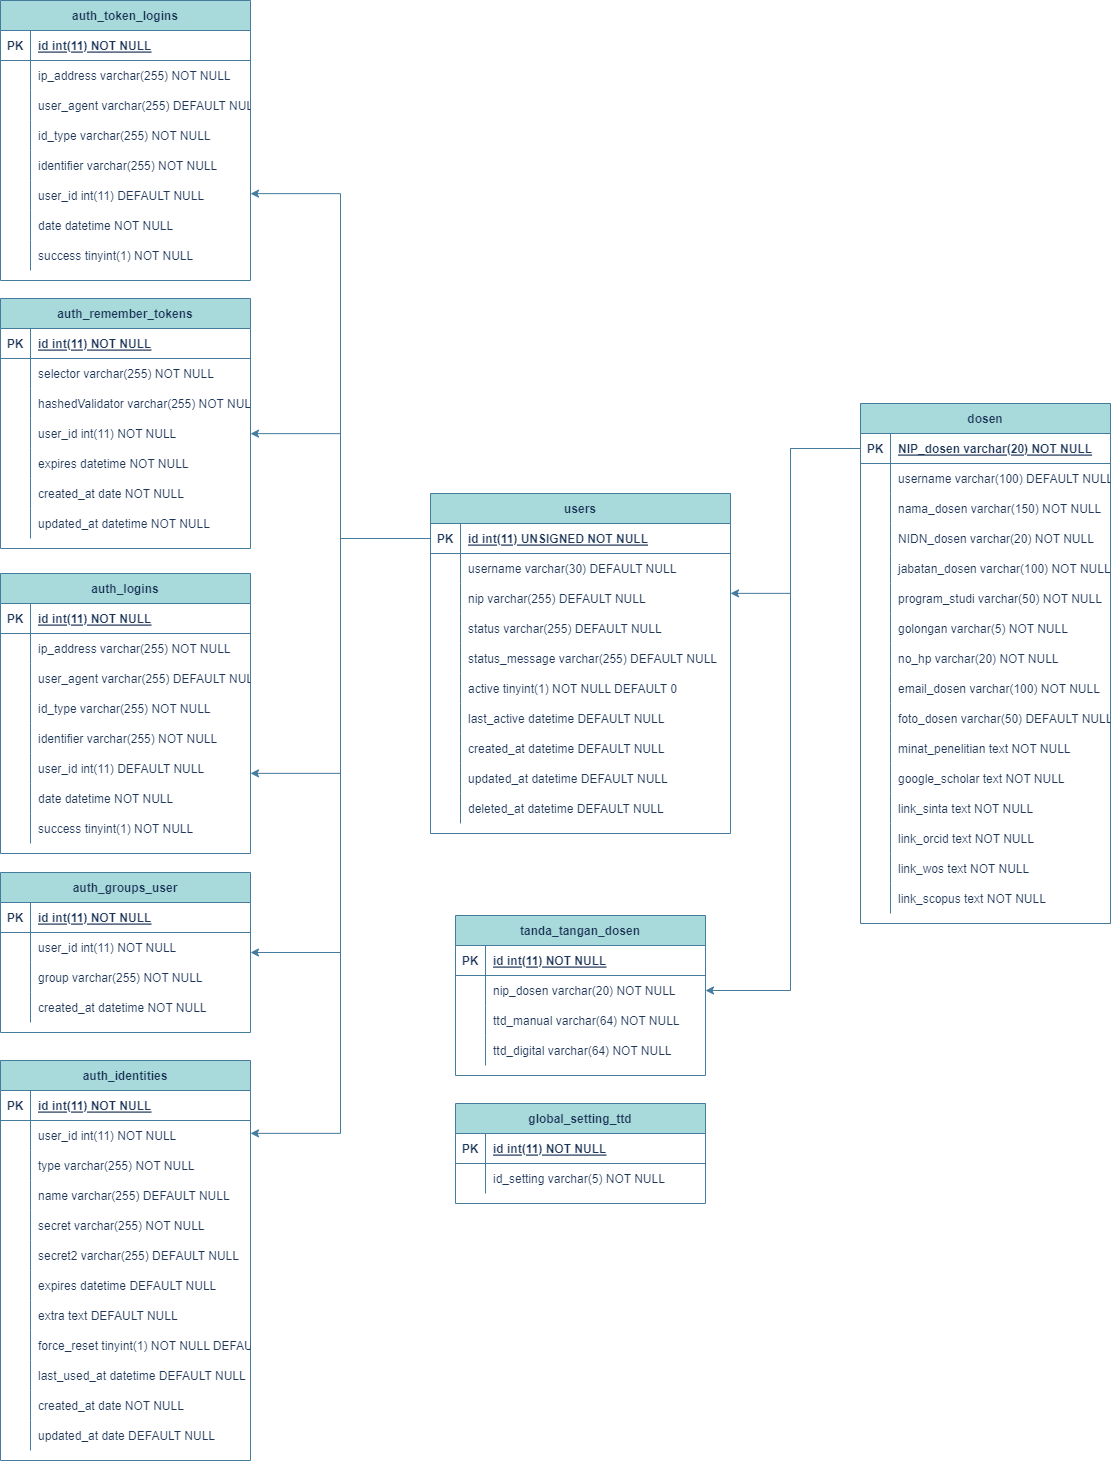 auth_token_logins
PK id int(11) NOT NULL
ip_address varchar(255) NOT NULL
user_agent varchar(255) DEFAULT NUL
id_type varchar(255) NOT NULL
identifier varchar(255) NOT NULL
user_id int(11) DEFAULT NULL
date datetime NOT NULL
success tinyint(1) NOT NULL
auth_remember_tokens
PK id int(11) NOT NULL
selector varchar(255) NOT NULL
hashedValidator varchar(255) NOT NUL
user_id int(11) NOT NULL
expires datetime NOT NULL
created_at date NOT NULL
updated_at datetime NOT NULL
auth_logins
PK id int(11) NOT NULL
ip_address varchar(255) NOT NULL
user_agent varchar(255) DEFAULT NUL
id_type varchar(255) NOT NULL
identifier varchar(255) NOT NULL
user_id int(11) DEFAULT NULL
date datetime NOT NULL
success tinyint(1) NOT NULL
auth_groups_user
PK id int(11) NOT NULL
user_id int(11) NOT NULL
group varchar(255) NOT NULL
created_at datetime NOT NULL
auth_identities
PK id int(11) NOT NULL
user_id int(11) NOT NULL
type varchar(255) NOT NULL
name varchar(255) DEFAULT NULL
secret varchar(255) NOT NULL
secret2 varchar(255) DEFAULT NULL
expires datetime DEFAULT NULL
extra text DEFAULT NULL
force_reset tinyint(1) NOT NULL DEFAU
last_used_at datetime DEFAULT NULL
created_at date NOT NULL
updated_at date DEFAULT NULL
users
PK id int(11) UNSIGNED NOT NULL
username varchar(30) DEFAULT NULL
nip varchar(255) DEFAULT NULL
status varchar(255) DEFAULT NULL
status_message varchar(255) DEFAULT NULL
active tinyint(1) NOT NULL DEFAULT 0
last_active datetime DEFAULT NULL
created_at datetime DEFAULT NULL
updated_at datetime DEFAULT NULL
deleted_at datetime DEFAULT NULL
tanda_tangan_dosen
PK id int(11) NOT NULL
nip_dosen varchar(20) NOT NULL
ttd_manual varchar(64) NOT NULL
ttd_digital varchar(64) NOT NULL
global_setting_ttd
PK id int(11) NOT NULL
id_setting varchar(5) NOT NULL
dosen
PK NIP_dosen varchar(20) NOT NULL
username varchar(100) DEFAULT NULL
nama_dosen varchar(150) NOT NULL
NIDN_dosen varchar(20) NOT NULL
jabatan_dosen varchar(100) NOT NULL
program_studi varchar(50) NOT NULL
golongan varchar(5) NOT NULL
no_hp varchar(20) NOT NULL
email_dosen varchar(100) NOT NULL
foto_dosen varchar(50) DEFAULT NULL
minat_penelitian text NOT NULL
google_scholar text NOT NULL
link_sinta text NOT NULL
link_orcid text NOT NULL
link_wos text NOT NULL
link_scopus text NOT NULL